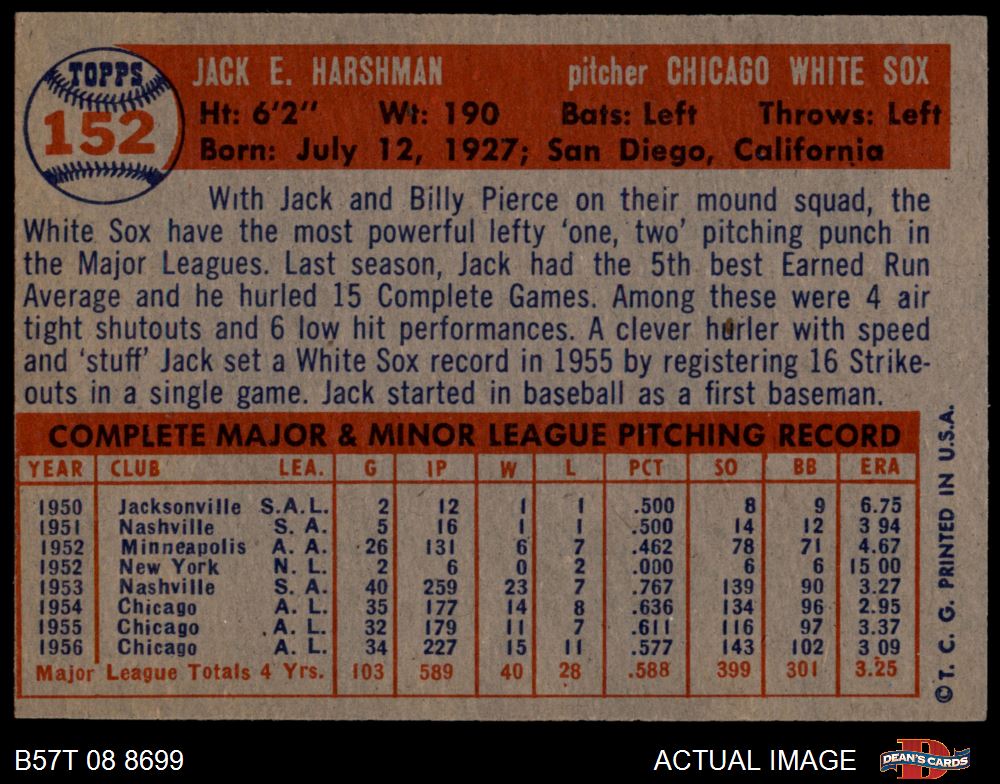 TOPPS
152
JACK E. HARSHMAN pitcher CHICAGO WHITE SOX
Ht: 6'2" Wt: 190 Bats: Left Throws: Left
Born: July 12, 1927; San Diego, California
With Jack and Billy Pierce on their mound squad, the
White Sox have the most powerful lefty 'one, two' pitching punch in
the Major Leagues. Last season, Jack had the 5th best Earned Run
Average and he hurled 15 Complete Games. Among these were 4 air
tight shutouts and 6 low hit performances. A clever hurler with speed
and 'stuff' Jack set a White Sox record in 1955 by registering 16 Strike-
outs in a single game. Jack started in baseball as a first baseman.
COMPLETE MAJOR & MINOR LEAGUE PITCHING RECORD
YEAR CLUB LEA. G IP W L PCT SO BB ERA
1950 Jacksonville S.A.L. 2 12 1 1 .500 8 9 6.75
1951 Nashville S. A. 5 16 1 1 .500 14 12 3 94
1952 Minneapolis A. A. 26 131 6 7 .462 78 71 4.67
1952 New York N. L. 2 6 0 2 .000 6 6 15 00
1953 Nashville S. A. 40 259 23 7 .767 139 90 3.27
1954 Chicago A. L. 35 177 14 8 .636 134 96 2.95
1955 Chicago A. L. 32 179 11 7 .611 116 97 3.37
1956 Chicago A. L. 34 227 15 11 .577 143 102 3 09
Major League Totals 4 Yrs. 103 589 40 28 .588 399 301 3.25
© T. C. G. PRINTED IN U.S.A.
B57T 08 8699 ACTUAL IMAGE DEAN'S CARDS